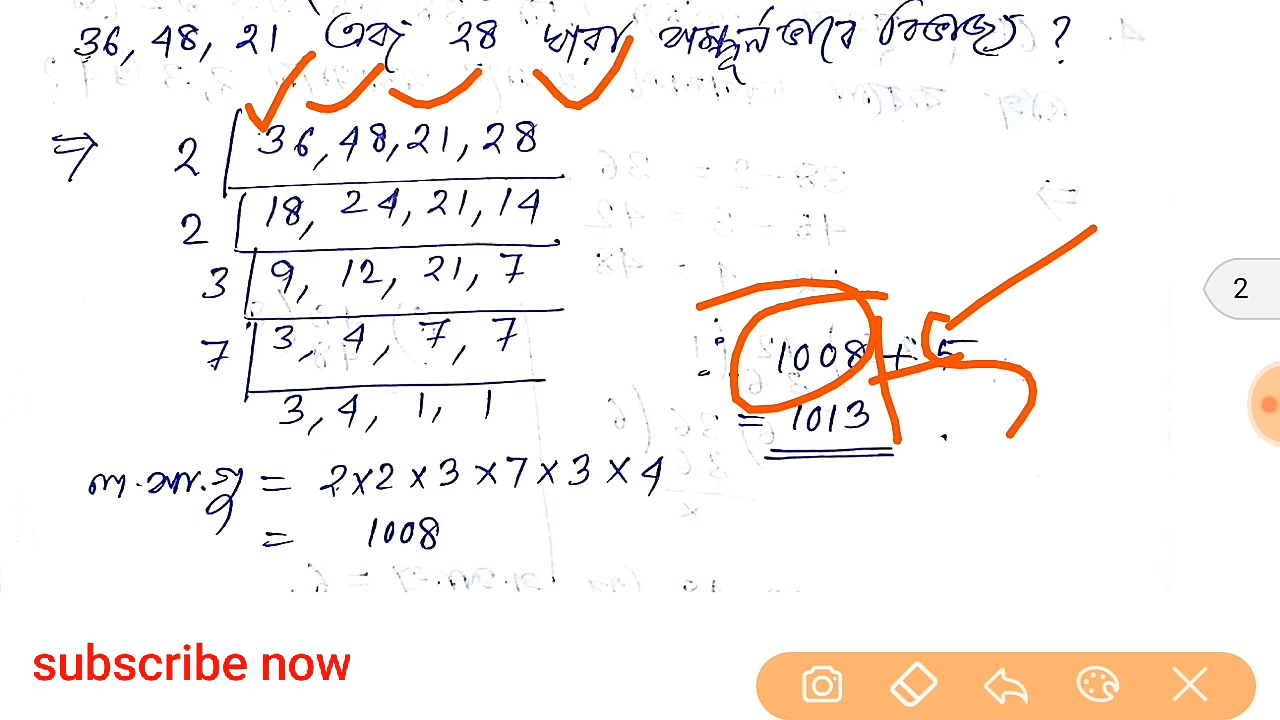 36, 48, 21 এবং 28 দ্বারা সম্পূর্নভাবে বিভাজ্য ?
⇒ 2 | 36, 48, 21, 28
2 | 18, 24, 21, 14
3 | 9, 12, 21, 7
7 | 3, 4, 7, 7
3, 4, 1, 1
ল.সা.গু = 2×2×3×7×3×4
= 1008
∴ 1008 + 5
= 1013
2
subscribe now